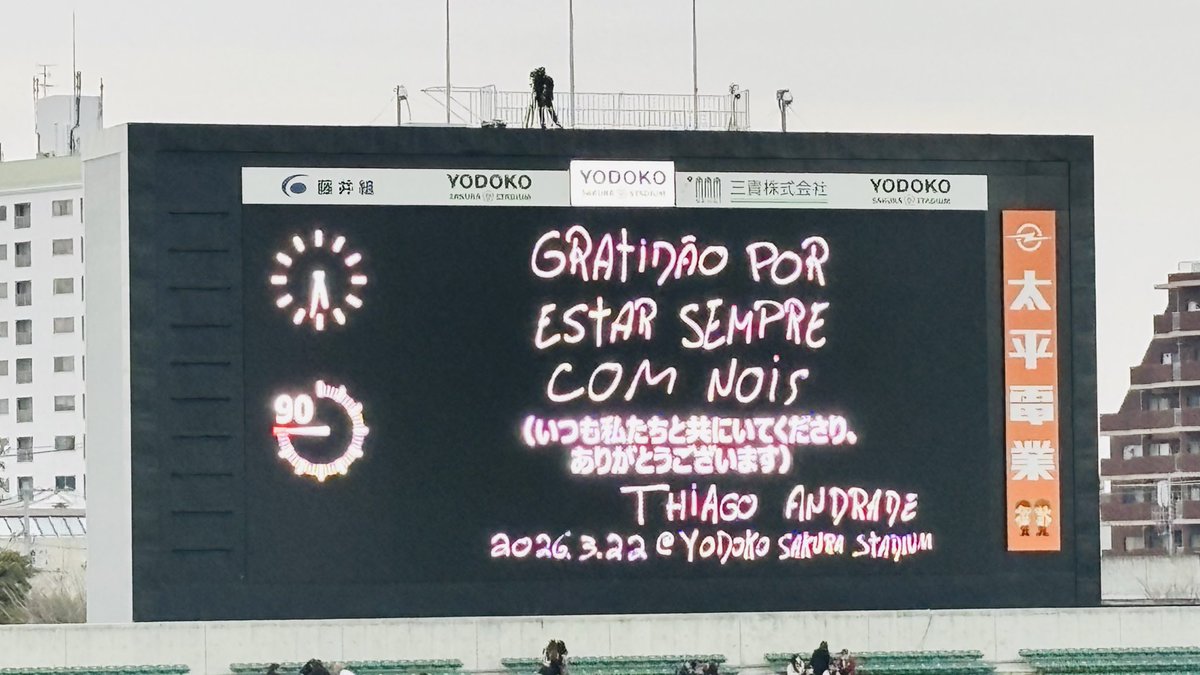 藤井組
YODOKO
SAKURA STADIUM
YODOKO
SAKURA STADIUM
三貴株式会社
YODOKO
SAKURA STADIUM
GRAtiDÃO POR
EStAR SEMPRE
COM NOiS
90
(いつも私たちと共にいてくださり、
ありがとうございます)
THiAGO ANDRADE
2026.3.22 @YODOKO SAKURA STADIUM
太平電業